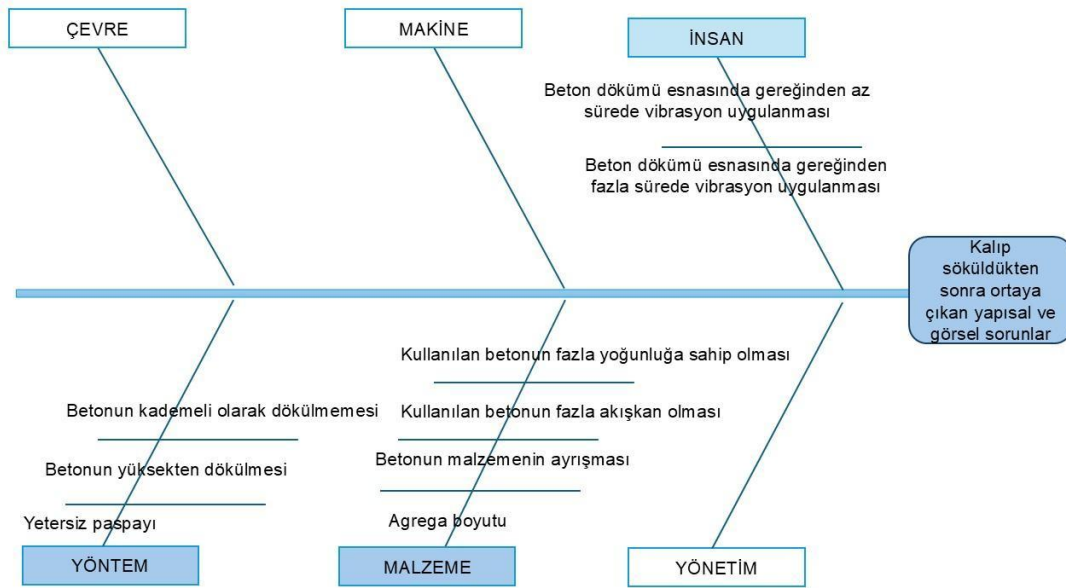 ÇEVRE
MAKİNE
İNSAN
Beton dökümü esnasında gereğinden az
sürede vibrasyon uygulanması
Beton dökümü esnasında gereğinden
fazla sürede vibrasyon uygulanması
Kalıp
söküldükten
sonra ortaya
çıkan yapısal ve
görsel sorunlar
Kullanılan betonun fazla yoğunluğa sahip olması
Betonun kademeli olarak dökülmemesi
Kullanılan betonun fazla akışkan olması
Betonun yüksekten dökülmesi
Betonun malzemenin ayrışması
Yetersiz paspayı
Agrega boyutu
YÖNTEM
MALZEME
YÖNETİM